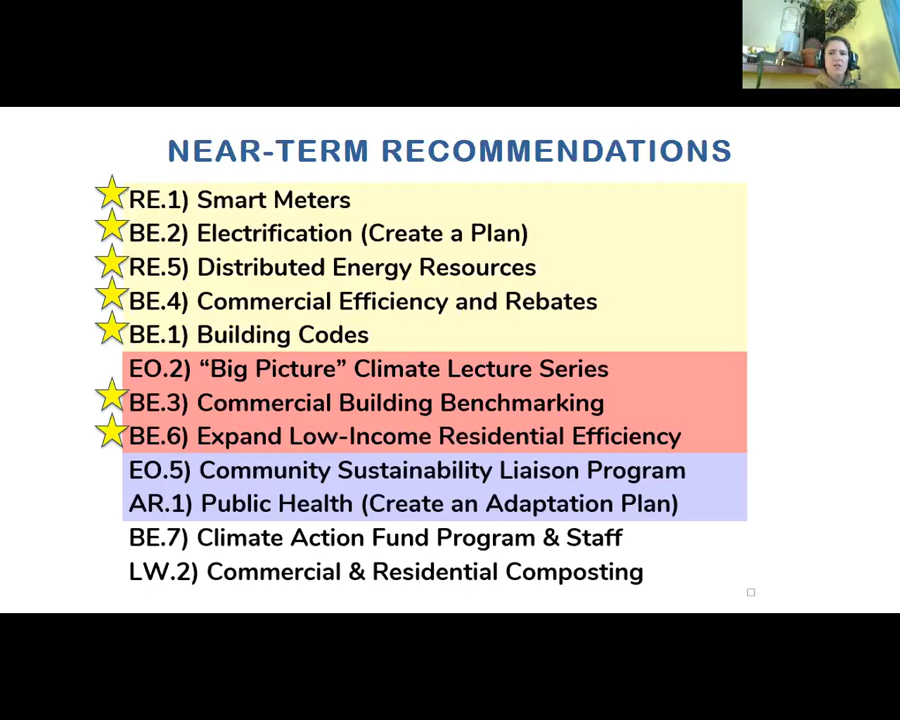 NEAR-TERM RECOMMENDATIONS
RE.1) Smart Meters
BE.2) Electrification (Create a Plan)
RE.5) Distributed Energy Resources
BE.4) Commercial Efficiency and Rebates
BE.1) Building Codes
EO.2) “Big Picture” Climate Lecture Series
BE.3) Commercial Building Benchmarking
BE.6) Expand Low-Income Residential Efficiency
EO.5) Community Sustainability Liaison Program
AR.1) Public Health (Create an Adaptation Plan)
BE.7) Climate Action Fund Program & Staff
LW.2) Commercial & Residential Composting